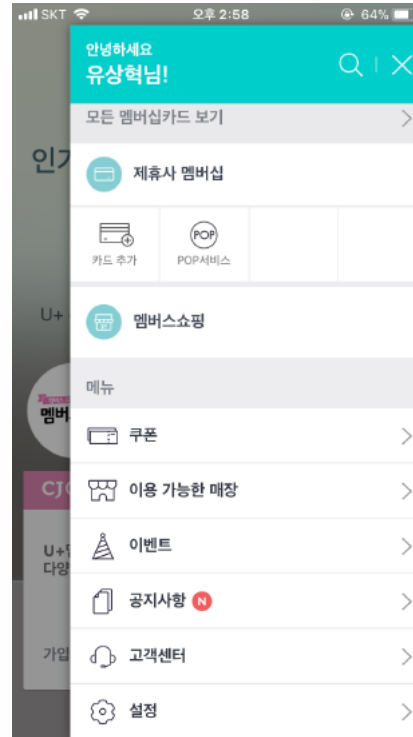 SKT 오후 2:58 64%
안녕하세요
유상혁님!
모든 멤버십카드 보기
제휴사 멤버십
카드 추가
POP
POP서비스
멤버스쇼핑
메뉴
쿠폰
이용 가능한 매장
이벤트
공지사항 N
고객센터
설정
인기
U+
멤버
CJ
U+멤
다양
가입